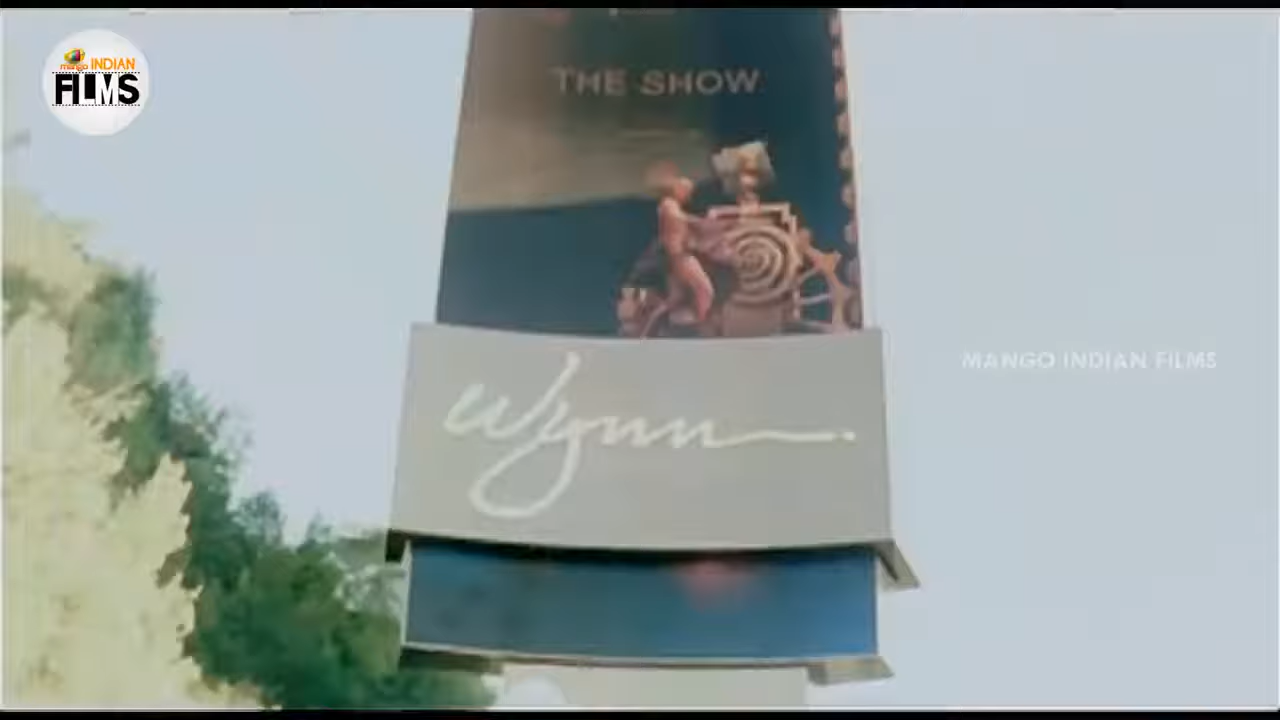 mango INDIAN
FILMS
THE SHOW
Wynn
MANGO INDIAN FILMS